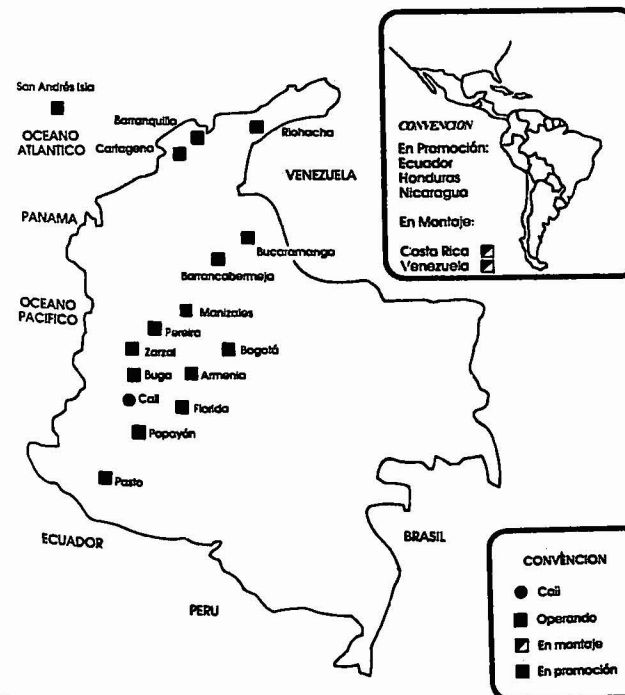 San Andrés Isla
OCEANO
ATLANTICO
Barranquilla
Cartagena
Riohacha
VENEZUELA
PANAMA
Bucaramanga
Barrancabermeja
OCEANO
PACIFICO
Manizales
Pereira
Zarzal
Bogotá
Buga
Armenia
Cali
Florida
Popayán
Pasto
ECUADOR
BRASIL
PERU
CONVENCION
En Promoción:
Ecuador
Honduras
Nicaragua
En Montaje:
Costa Rica
Venezuela
CONVENCION
Cali
Operando
En montaje
En promoción